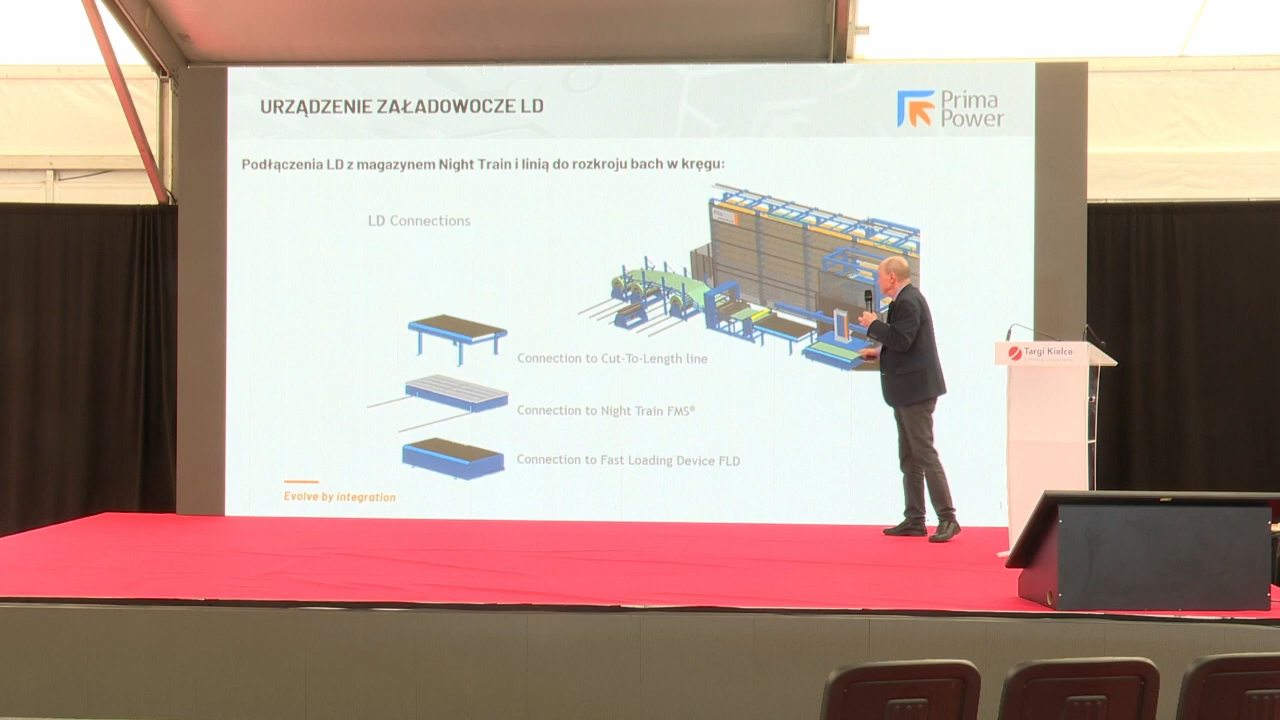 URZĄDZENIE ZAŁADOWOCZE LD
Prima
Power
Podłączenia LD z magazynem Night Train i linią do rozkroju bach w kręgu:
LD Connections
Connection to Cut-To-Length line
Connection to Night Train FMS®
Connection to Fast Loading Device FLD
Evolve by integration
Targi Kielce